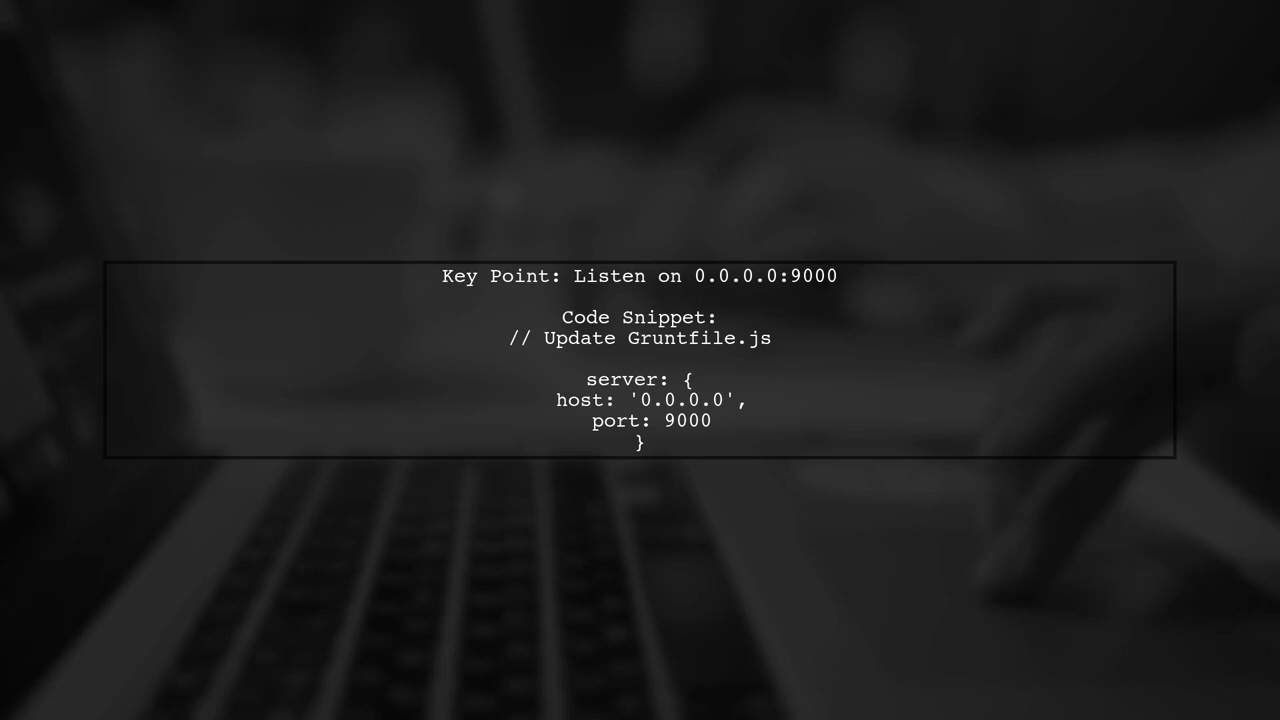 Key Point: Listen on 0.0.0.0:9000
Code Snippet:
// Update Gruntfile.js
server: {
host: '0.0.0.0',
port: 9000
}